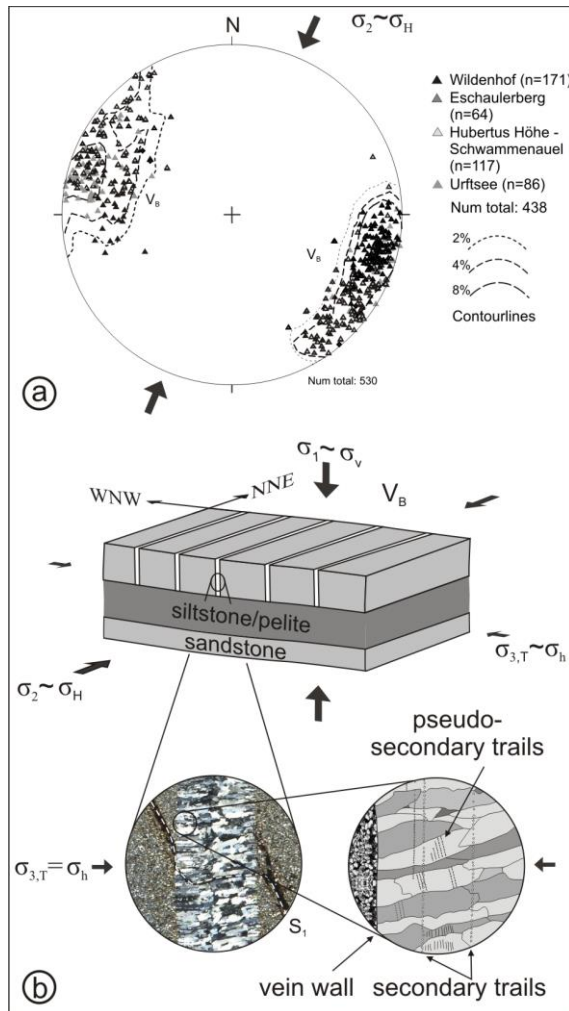 N
σ₂~σH
Wildenhof (n=171)
Eschaulerberg
(n=64)
Hubertus Höhe -
Schwammenauel
(n=117)
Urftsee (n=86)
Num total: 438
2%
4%
8%
Contourlines
VB
VB
Num total: 530
a
σ₁~σv
WNW
NNE
VB
siltstone/pelite
sandstone
σ₃,T~σh
σ₂~σH
pseudo-
secondary trails
σ₃,T=σh
S₁
vein wall
secondary trails
b